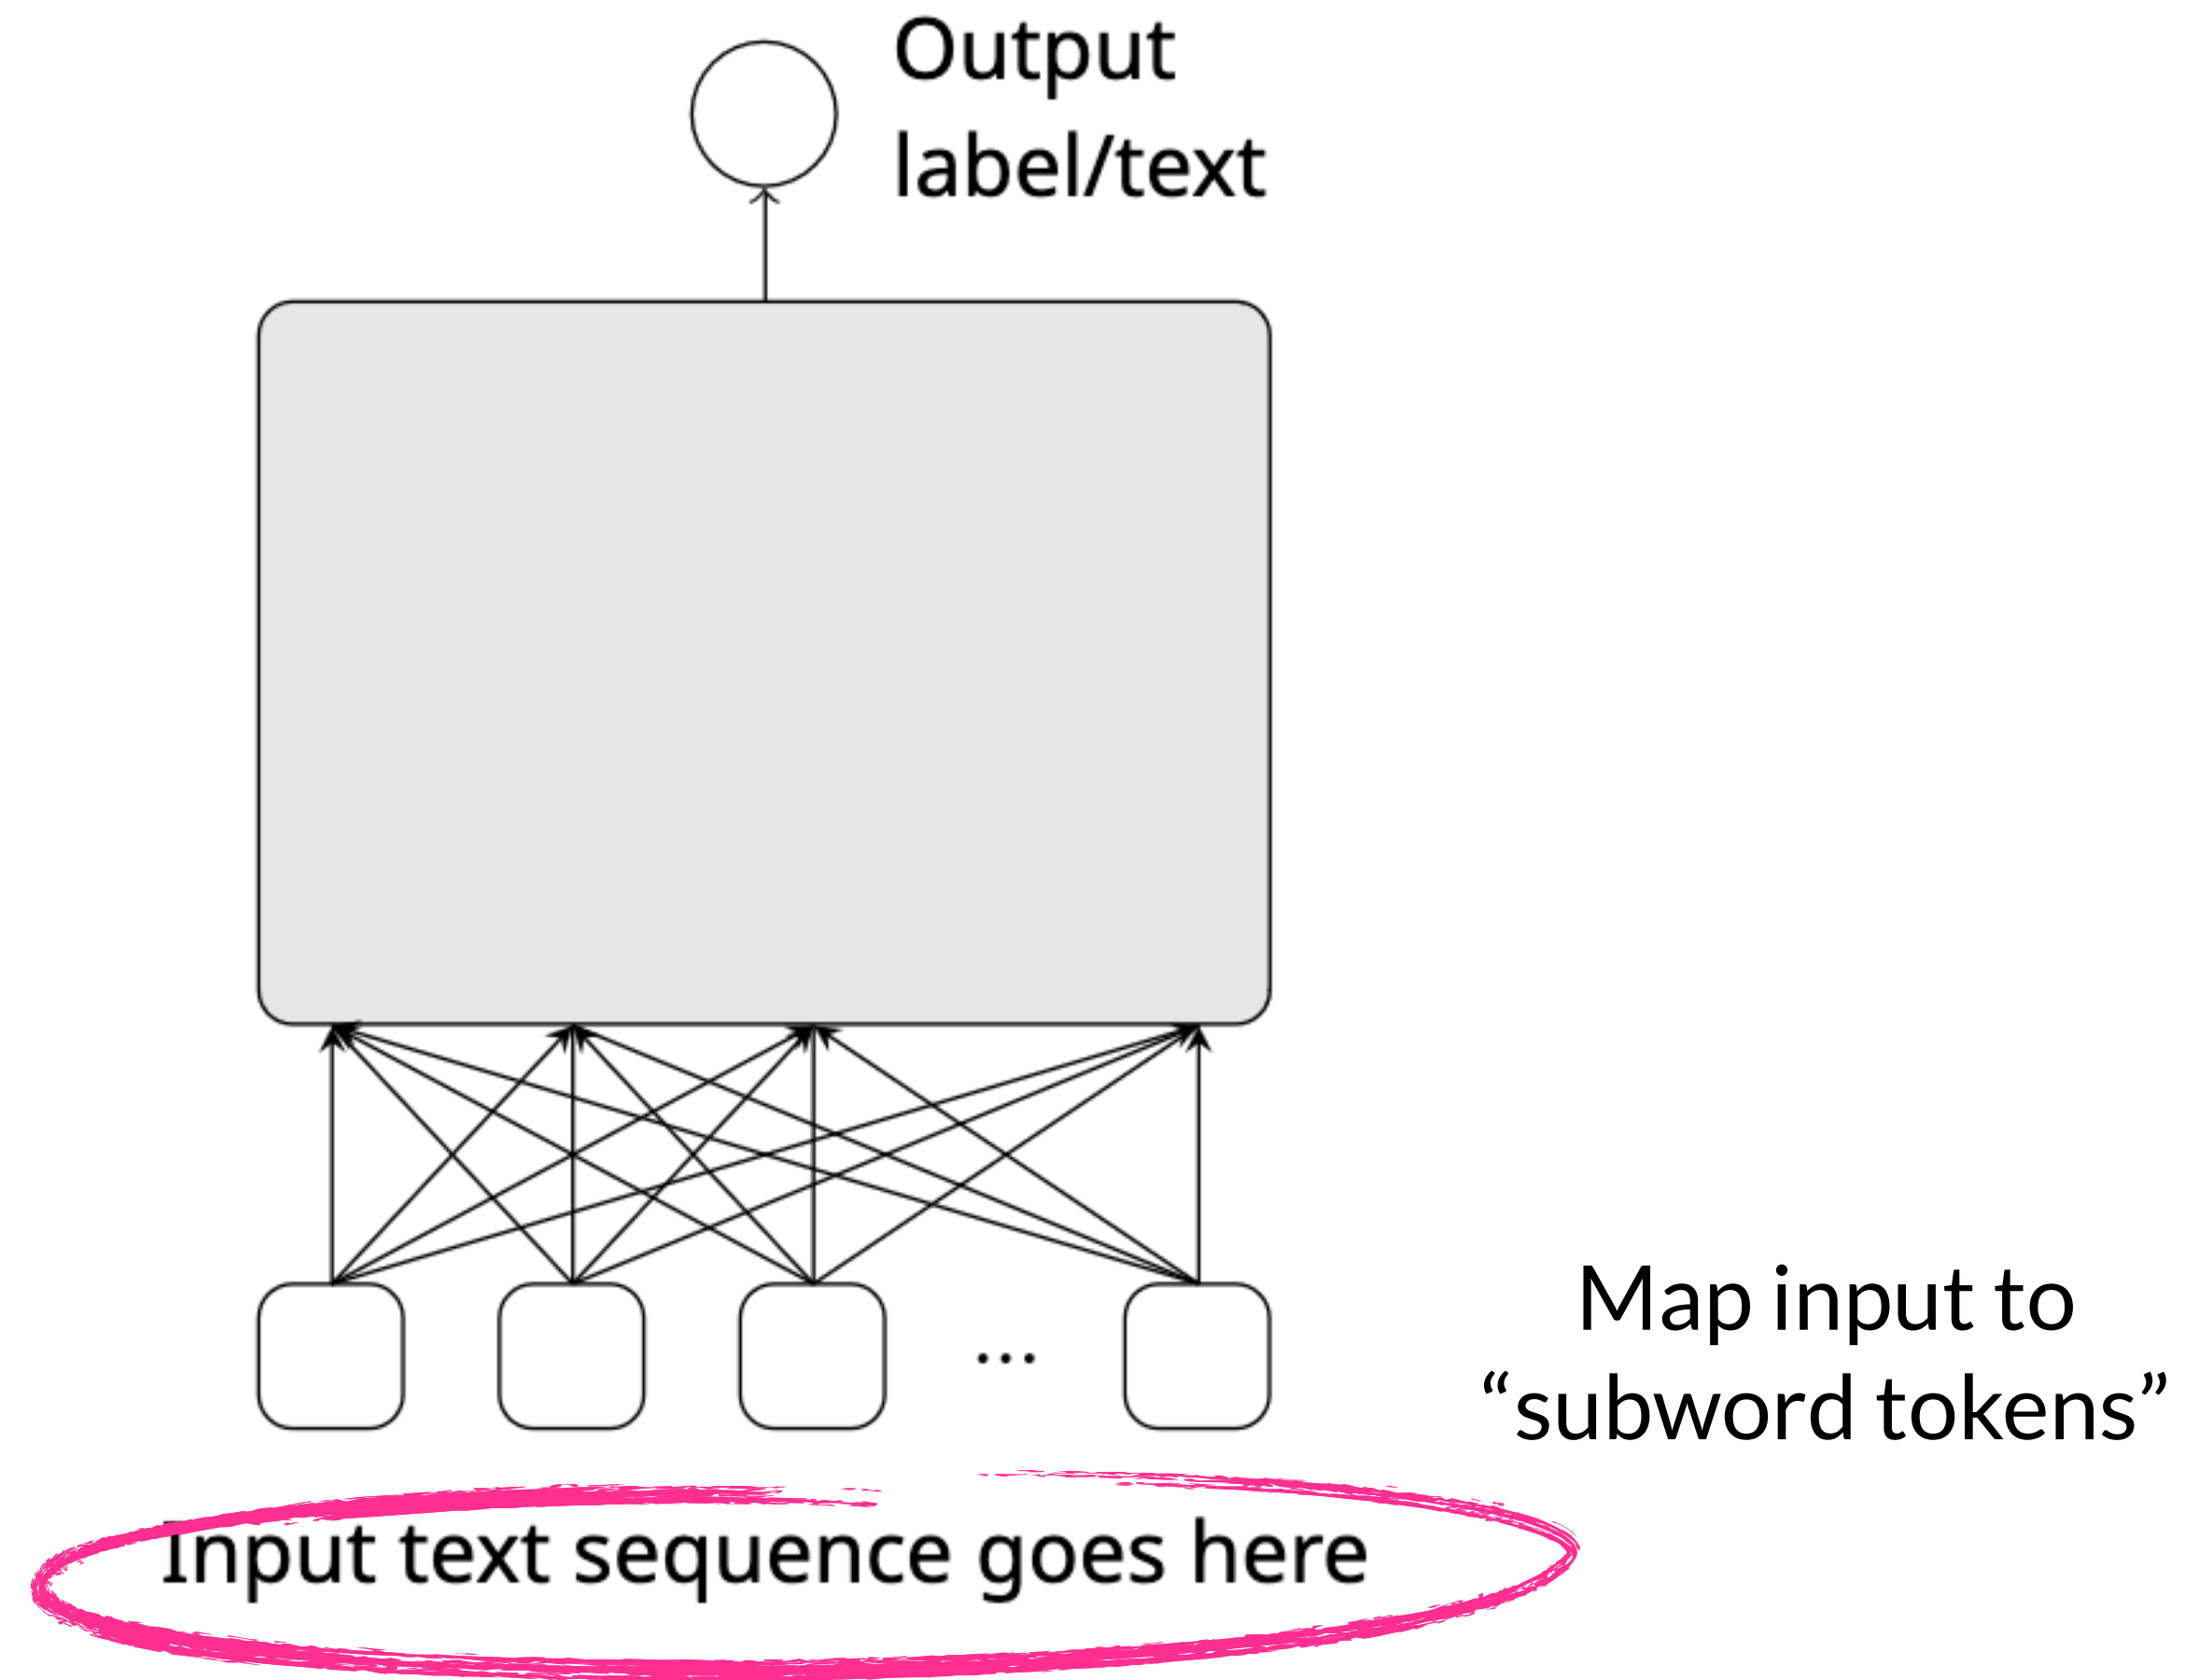 Output
label/text
...
Map input to
“subword tokens”
Input text sequence goes here